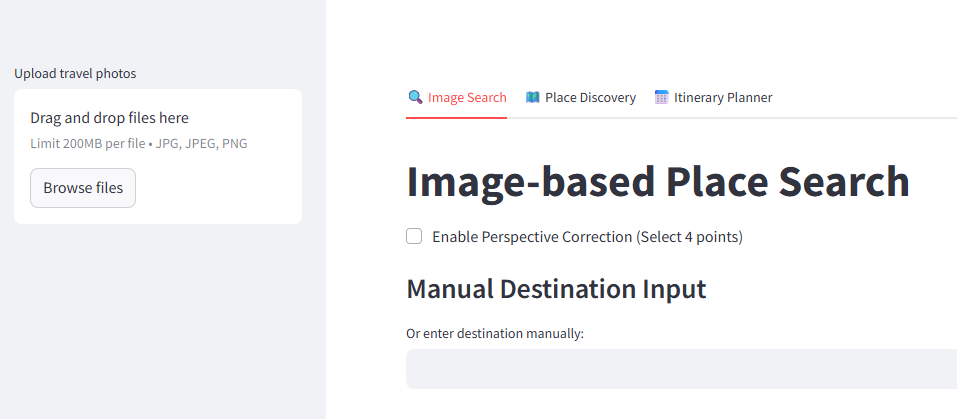 Upload travel photos
Drag and drop files here
Limit 200MB per file • JPG, JPEG, PNG
Browse files
Image Search
Place Discovery
Itinerary Planner
Image-based Place Search
Enable Perspective Correction (Select 4 points)
Manual Destination Input
Or enter destination manually: